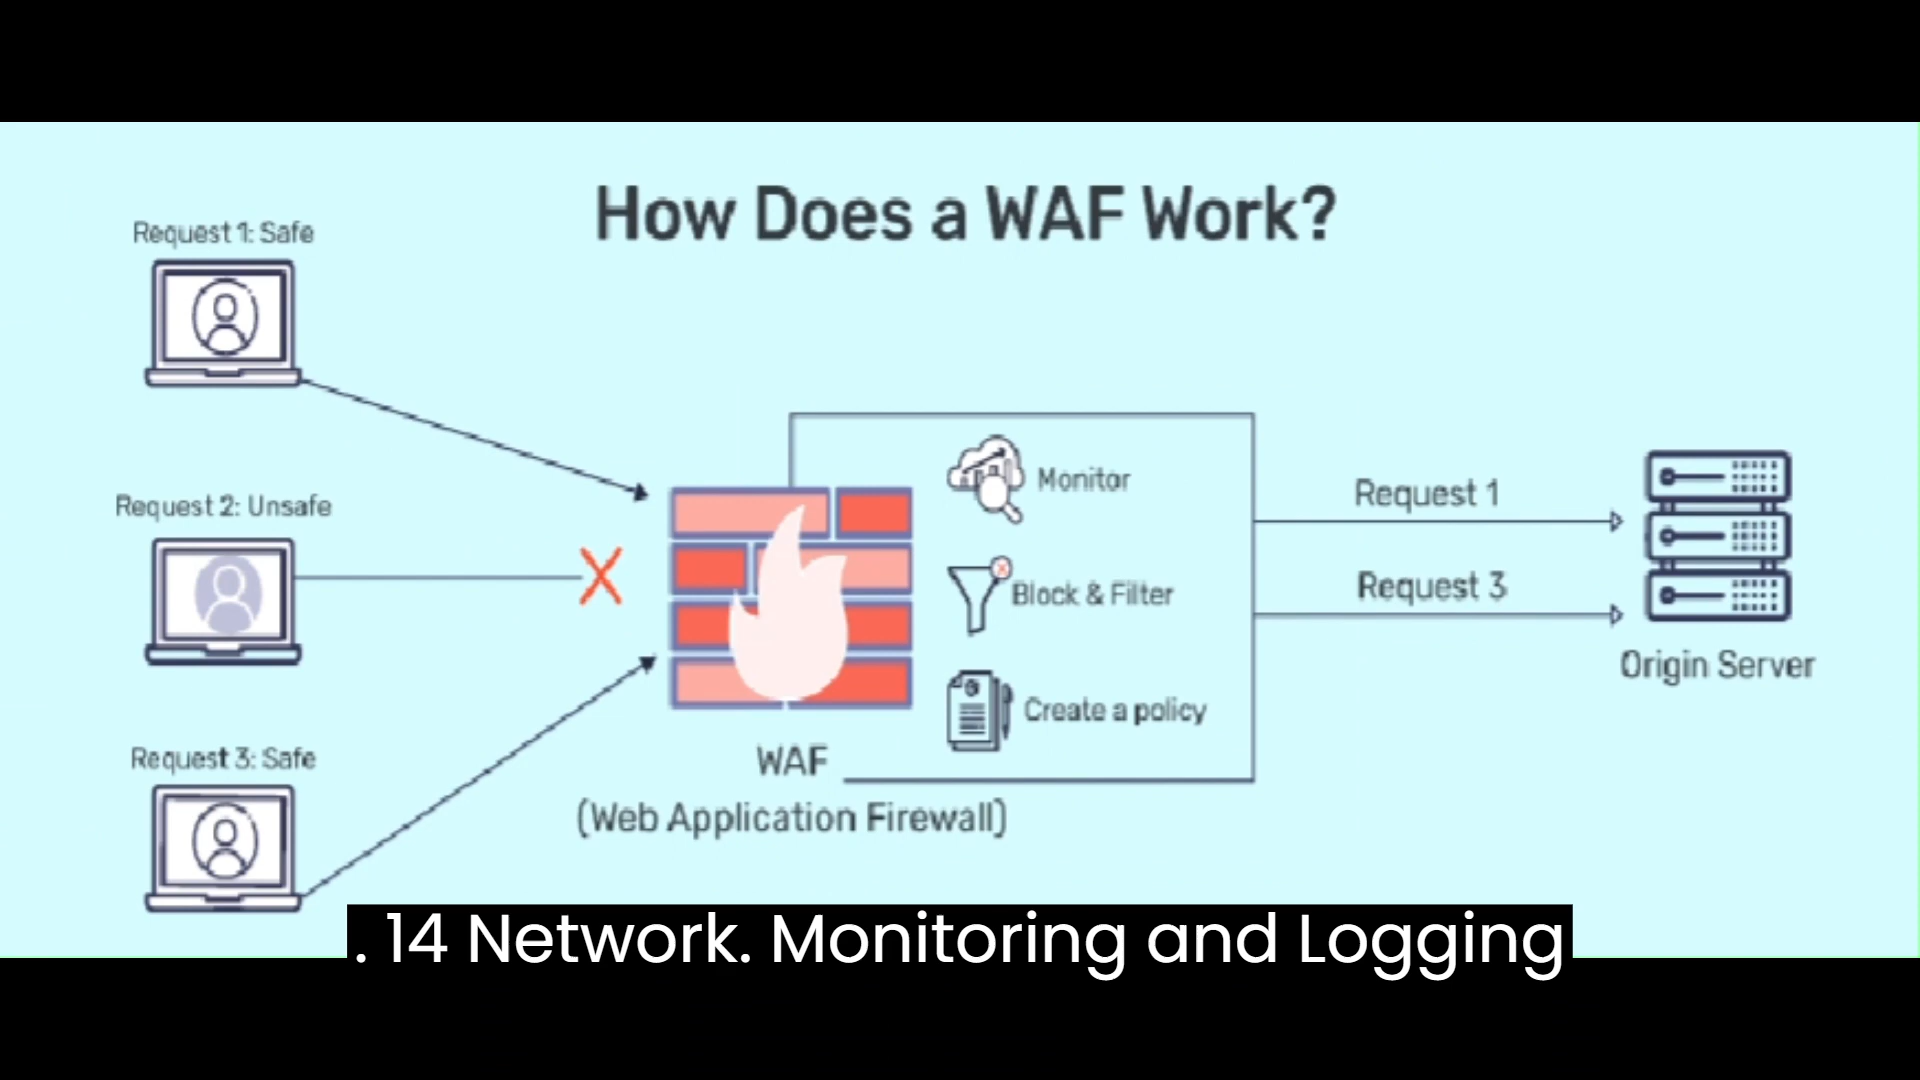 How Does a WAF Work?
Request 1: Safe
Request 2: Unsafe
Request 3: Safe
Monitor
Block & Filter
Create a policy
WAF
(Web Application Firewall)
Request 1
Request 3
Origin Server
. 14 Network. Monitoring and Logging